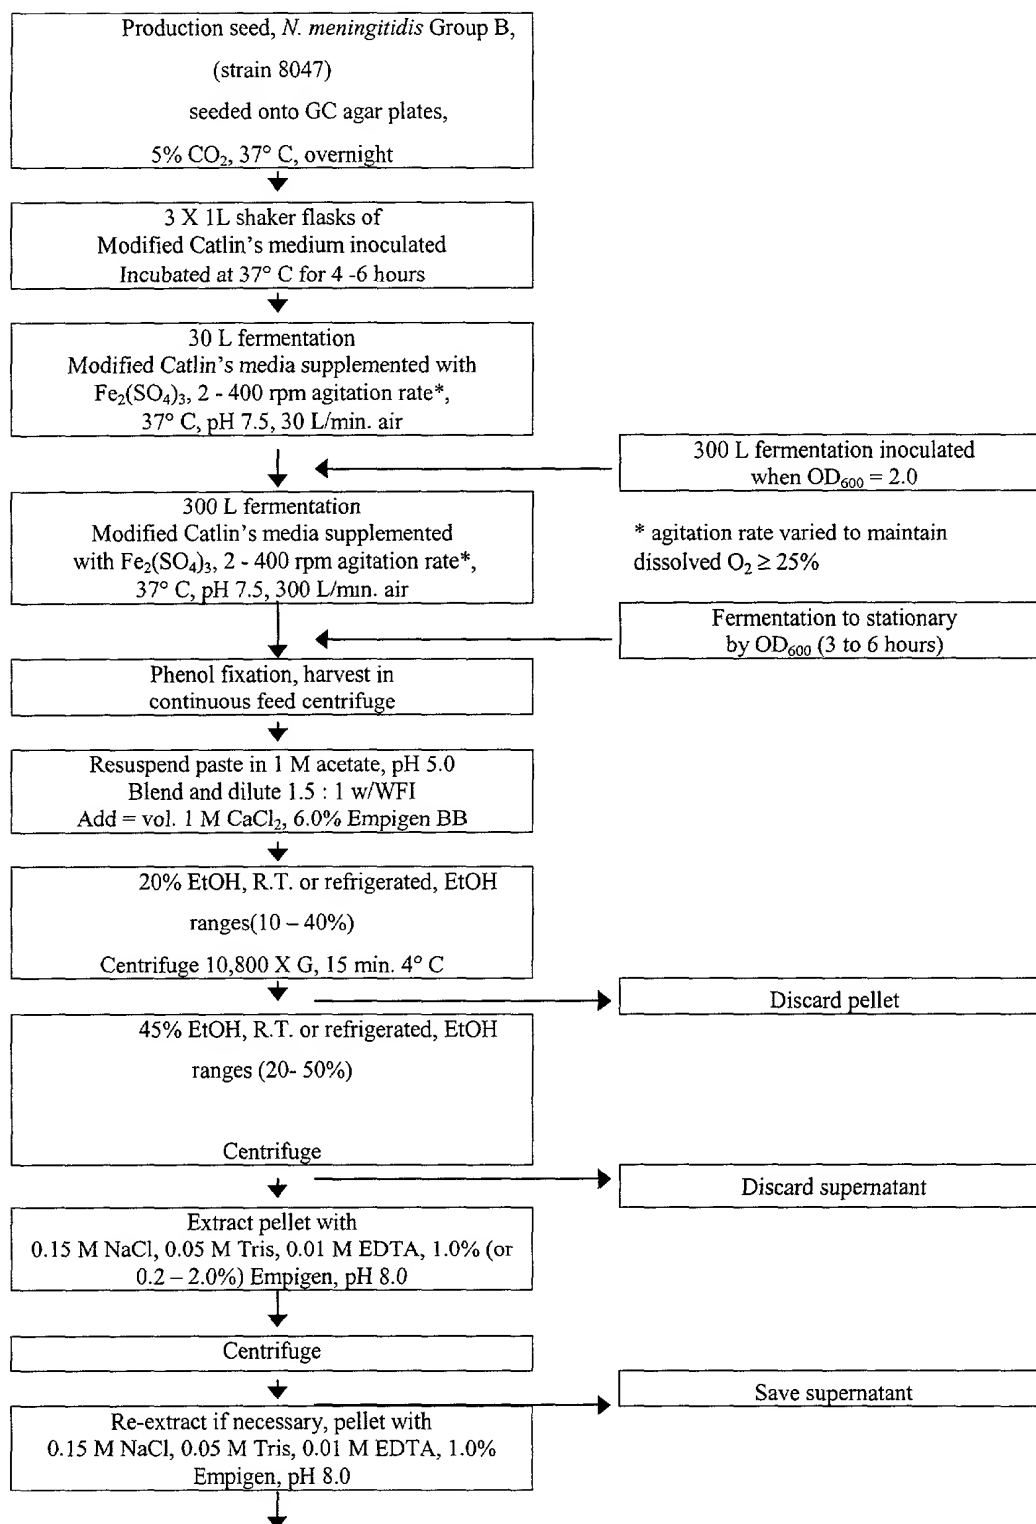 Production seed, N. meningitidis Group B,
(strain 8047)
seeded onto GC agar plates,
5% CO₂, 37° C, overnight
3 X 1L shaker flasks of
Modified Catlin's medium inoculated
Incubated at 37° C for 4 -6 hours
30 L fermentation
Modified Catlin's media supplemented with
Fe₂(SO₄)₃, 2 - 400 rpm agitation rate*,
37° C, pH 7.5, 30 L/min. air
300 L fermentation inoculated
when OD₆₀₀ = 2.0
300 L fermentation
Modified Catlin's media supplemented
with Fe₂(SO₄)₃, 2 - 400 rpm agitation rate*,
37° C, pH 7.5, 300 L/min. air
* agitation rate varied to maintain
dissolved O₂ ≥ 25%
Fermentation to stationary
by OD₆₀₀ (3 to 6 hours)
Phenol fixation, harvest in
continuous feed centrifuge
Resuspend paste in 1 M acetate, pH 5.0
Blend and dilute 1.5 : 1 w/WFI
Add = vol. 1 M CaCl₂, 6.0% Empigen BB
20% EtOH, R.T. or refrigerated, EtOH
ranges(10 – 40%)
Centrifuge 10,800 X G, 15 min. 4° C
Discard pellet
45% EtOH, R.T. or refrigerated, EtOH
ranges (20- 50%)
Centrifuge
Discard supernatant
Extract pellet with
0.15 M NaCl, 0.05 M Tris, 0.01 M EDTA, 1.0% (or
0.2 – 2.0%) Empigen, pH 8.0
Centrifuge
Save supernatant
Re-extract if necessary, pellet with
0.15 M NaCl, 0.05 M Tris, 0.01 M EDTA, 1.0%
Empigen, pH 8.0